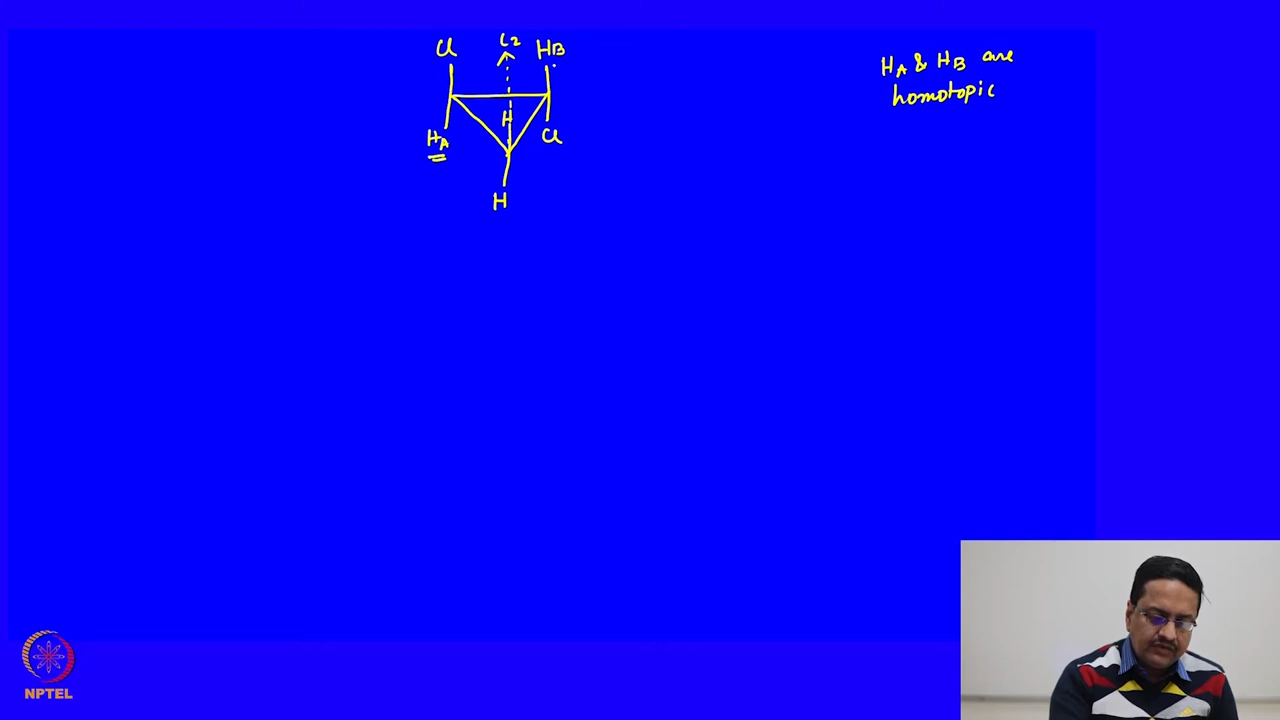 Cl C2 HB
H
HA Cl
H
HA & HB are
homotopic
NPTEL